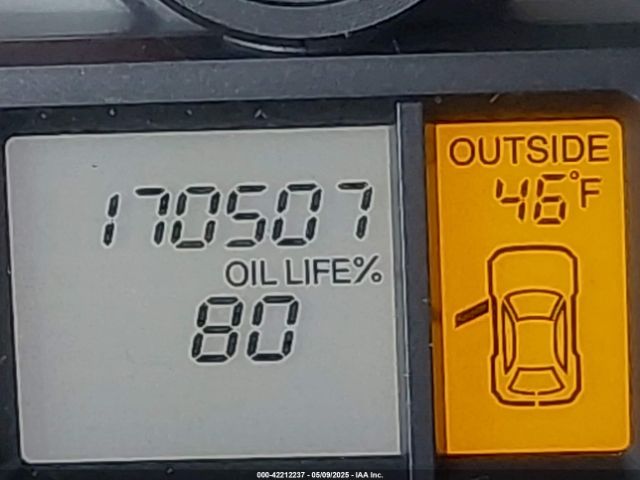 170507
OIL LIFE%
80
OUTSIDE
46°F
000-42212237 - 05/09/2025 - IAA Inc.